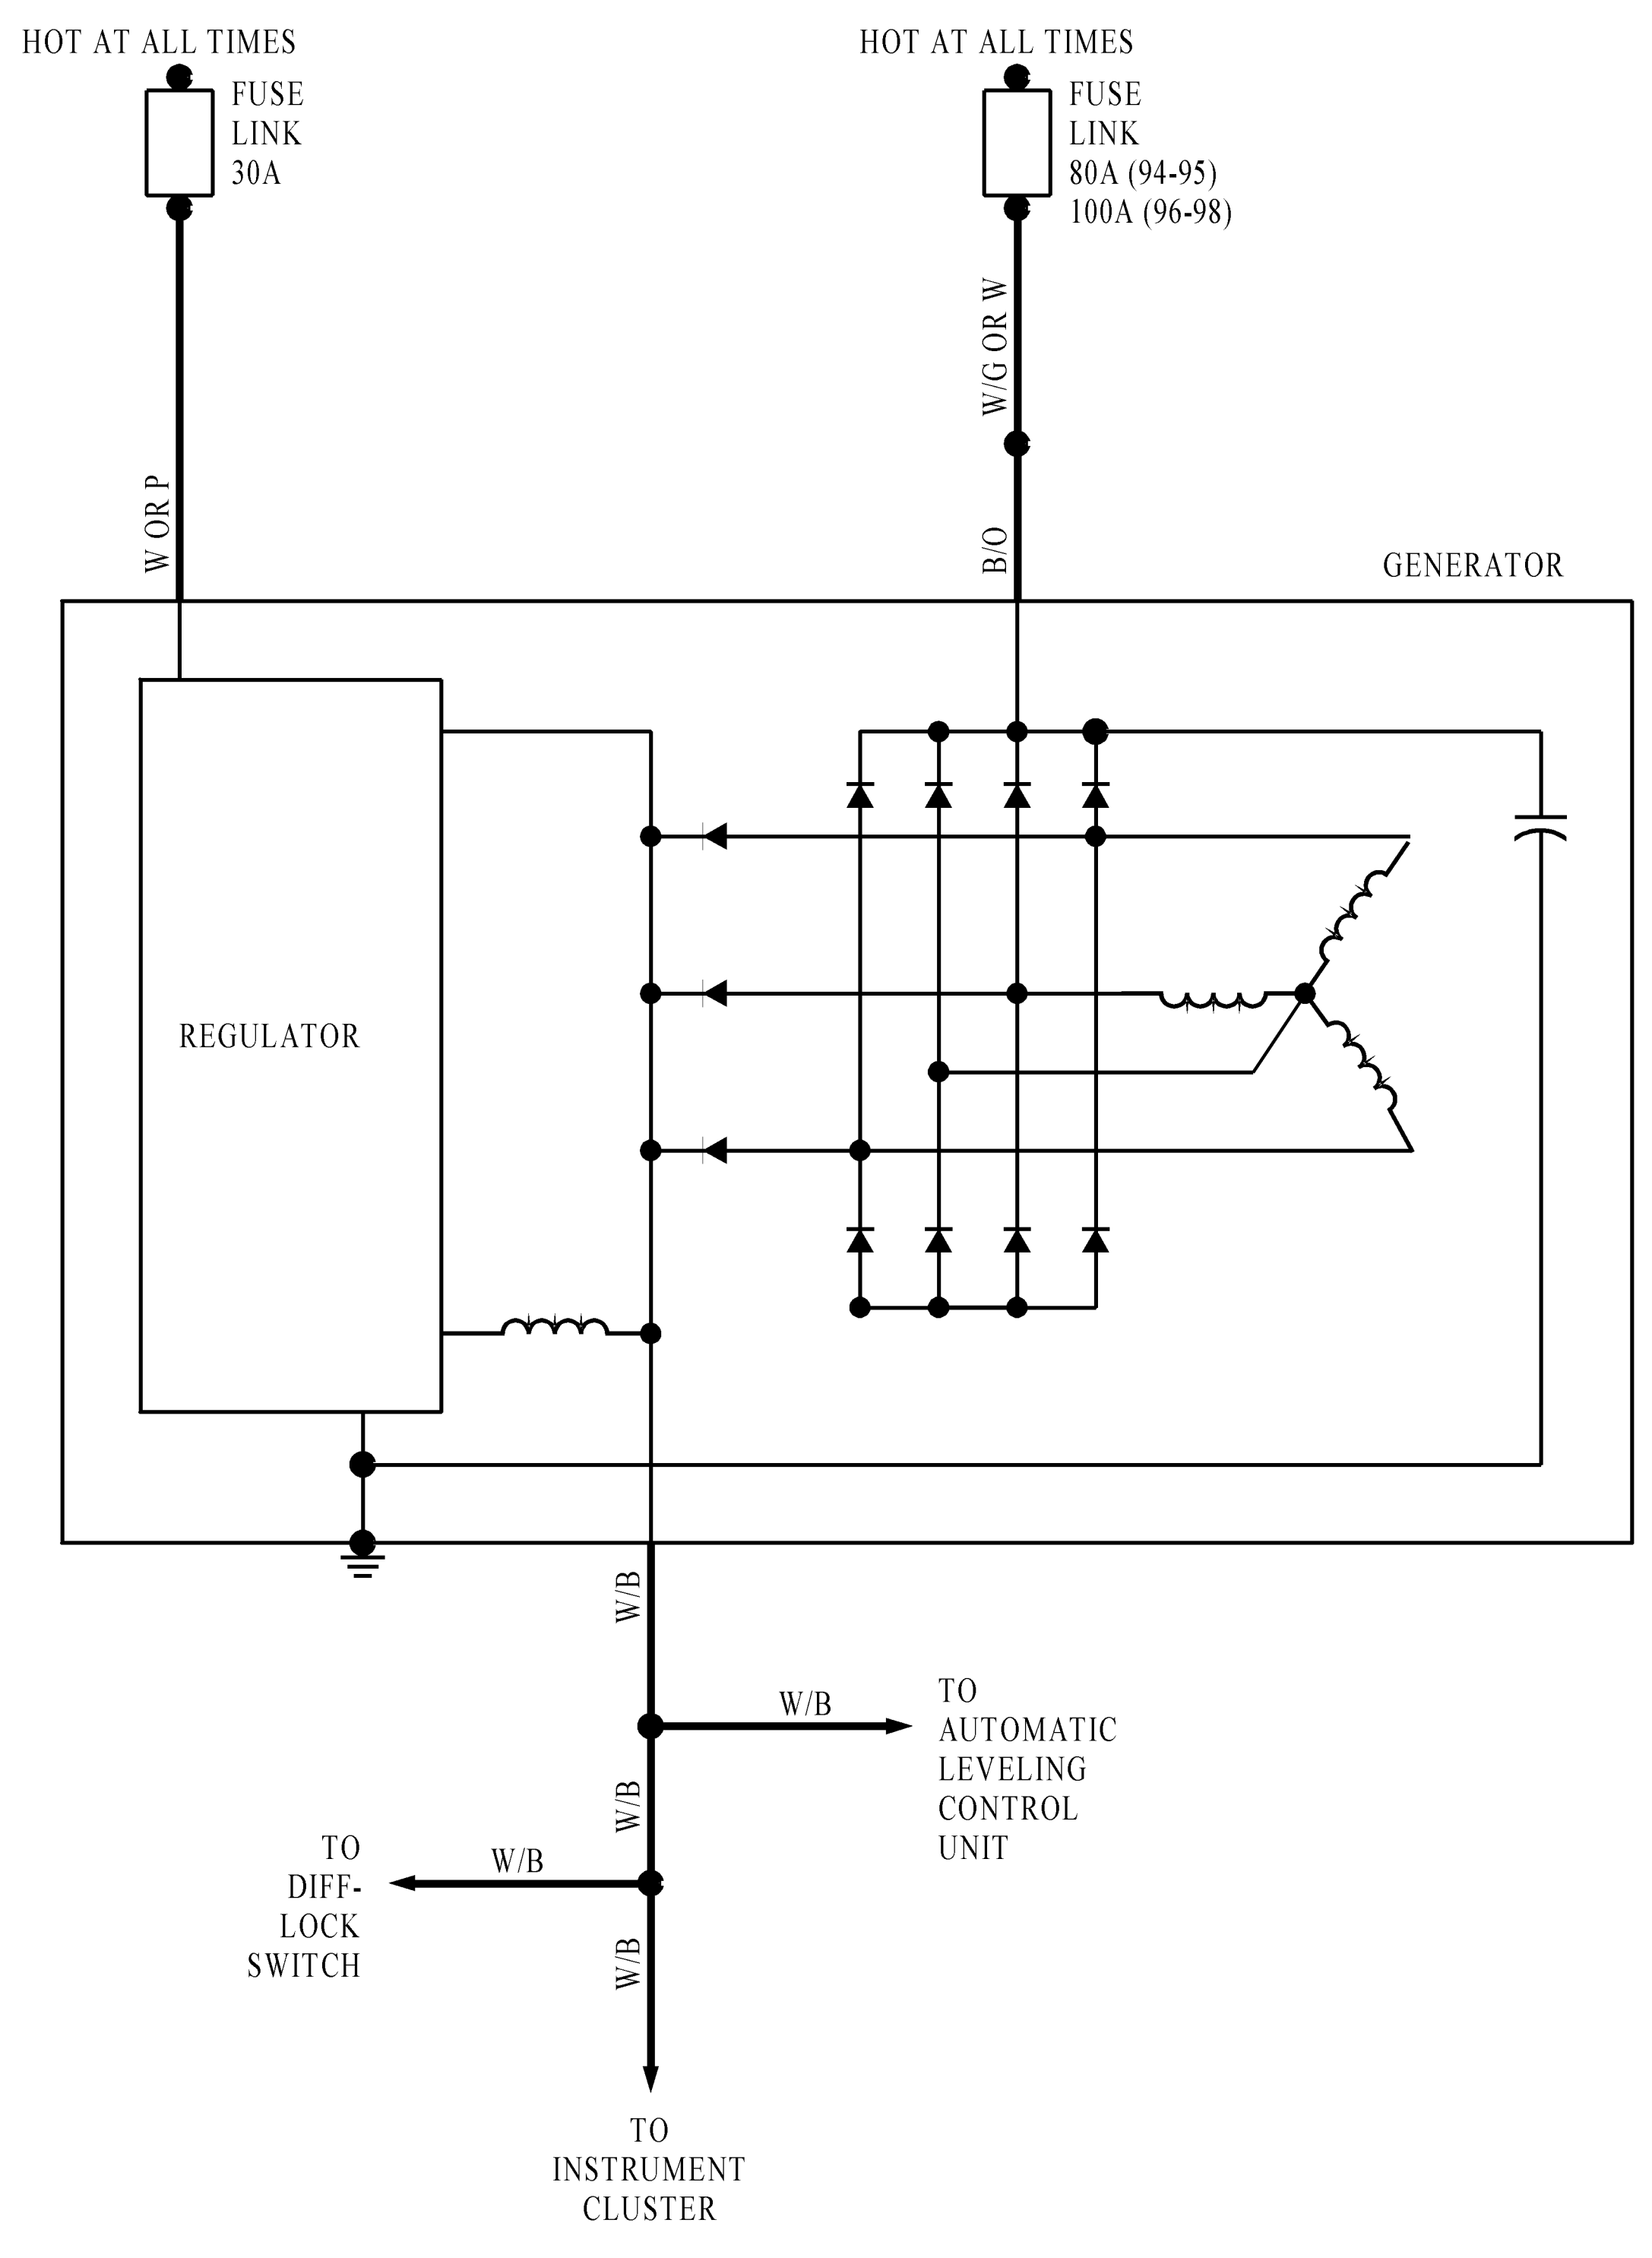 HOT AT ALL TIMES
FUSE
LINK
30A
HOT AT ALL TIMES
FUSE
LINK
80A (94-95)
100A (96-98)
W OR P
W/G OR W
B/O
GENERATOR
REGULATOR
W/B
W/B
TO
AUTOMATIC
LEVELING
CONTROL
UNIT
W/B
W/B
TO
DIFF-
LOCK
SWITCH
W/B
TO
INSTRUMENT
CLUSTER